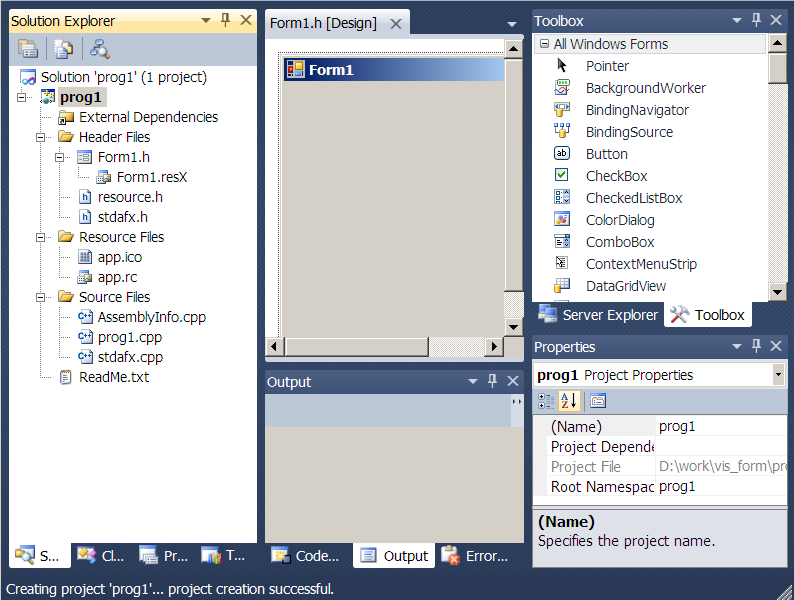 Solution Explorer
Solution 'prog1' (1 project)
prog1
External Dependencies
Header Files
Form1.h
Form1.resX
resource.h
stdafx.h
Resource Files
app.ico
app.rc
Source Files
AssemblyInfo.cpp
prog1.cpp
stdafx.cpp
ReadMe.txt
S...
Cl...
Pr...
T...
Form1.h [Design]
Form1
Output
Code...
Output
Error...
Toolbox
All Windows Forms
Pointer
BackgroundWorker
BindingNavigator
BindingSource
Button
CheckBox
CheckedListBox
ColorDialog
ComboBox
ContextMenuStrip
DataGridView
Server Explorer
Toolbox
Properties
prog1 Project Properties
(Name) prog1
Project Depende
Project File D:\work\vis_form\pro
Root Namespac prog1
(Name)
Specifies the project name.
Creating project 'prog1'... project creation successful.